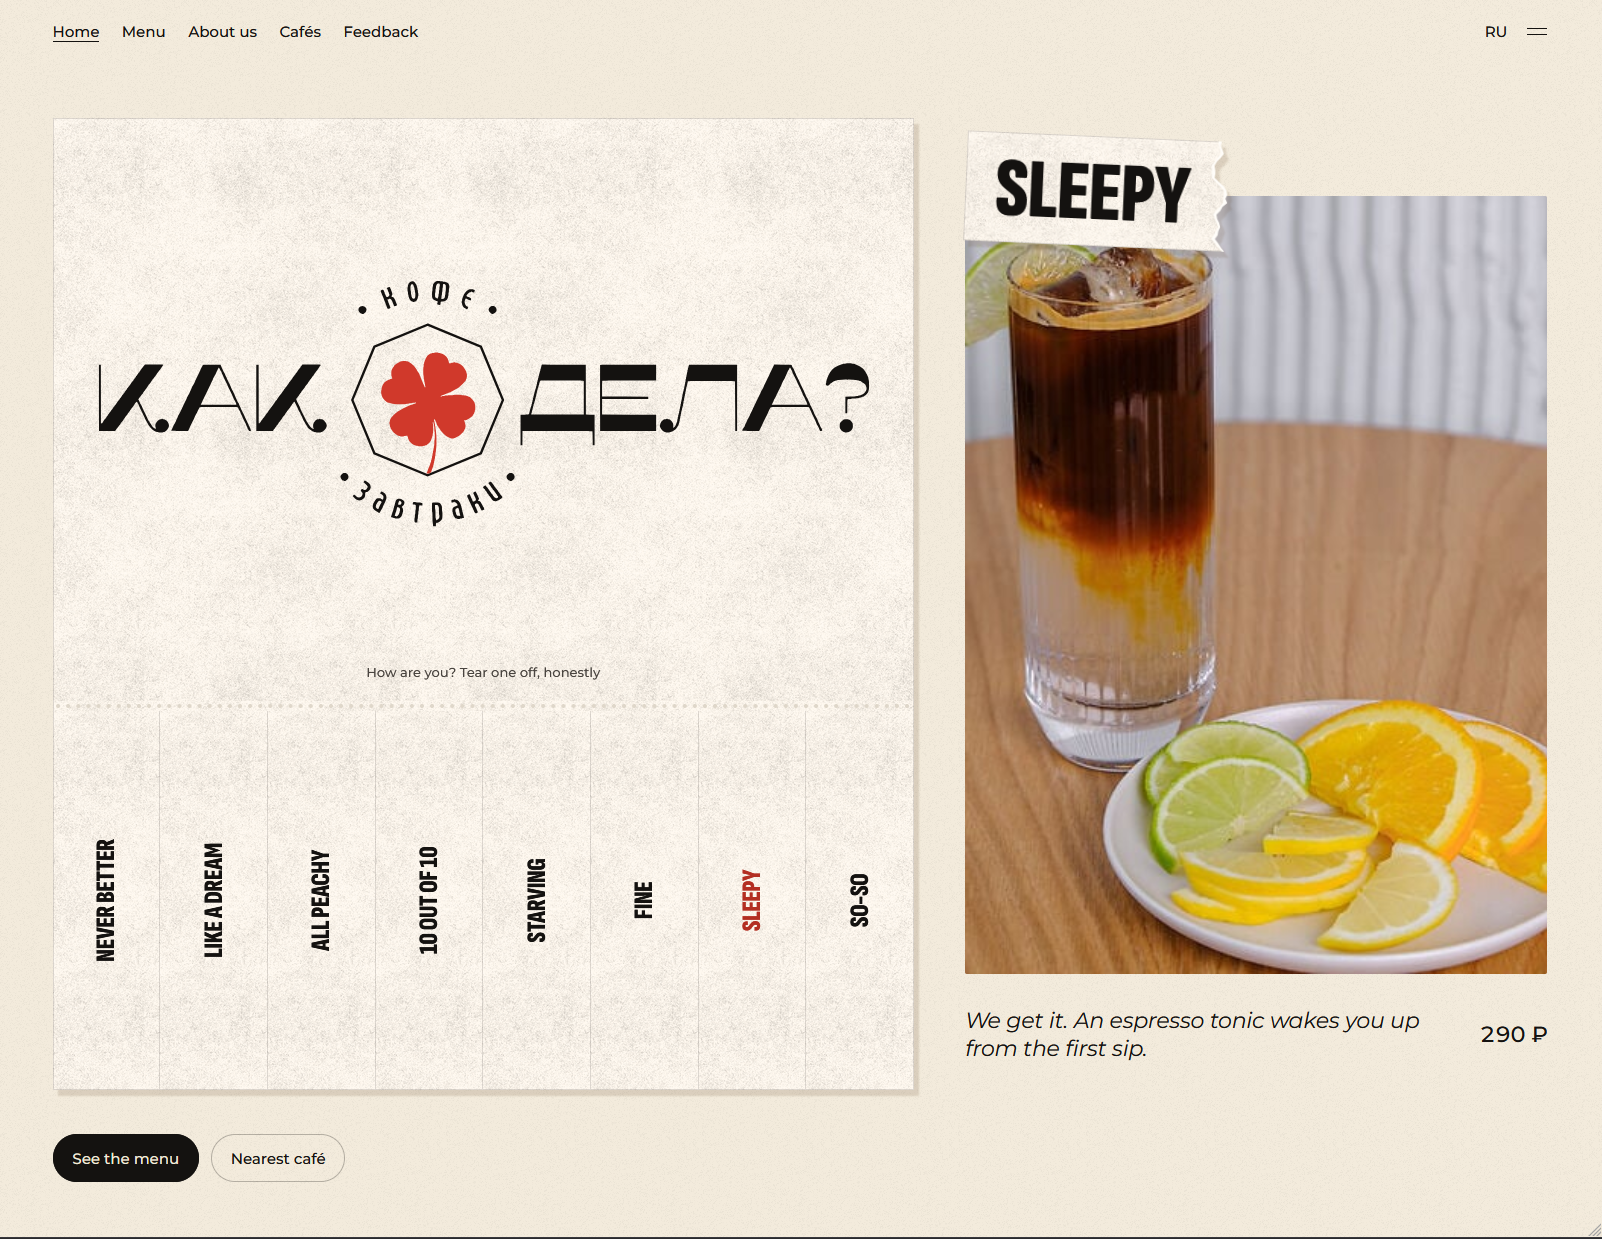 Home Menu About us Cafés Feedback RU
кофе
КАК ДЕЛА?
завтраки
How are you? Tear one off, honestly
NEVER BETTER
LIKE A DREAM
ALL PEACHY
10 OUT OF 10
STARVING
FINE
SLEEPY
SO-SO
SLEEPY
We get it. An espresso tonic wakes you up
from the first sip.
290 ₽
See the menu
Nearest café